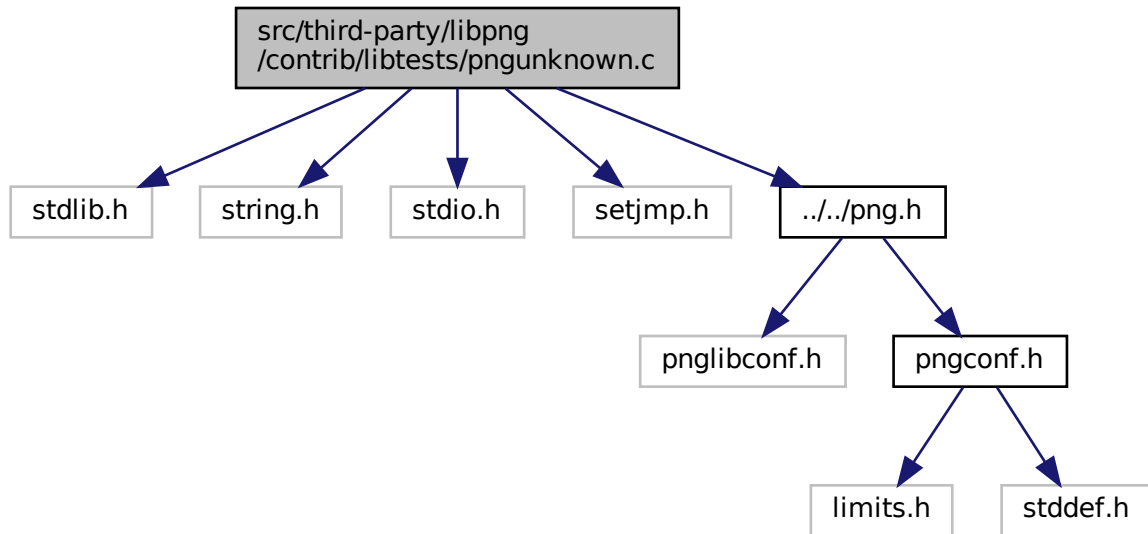 src/third-party/libpng
/contrib/libtests/pngunknown.c
stdlib.h
string.h
stdio.h
setjmp.h
../../png.h
pnglibconf.h
pngconf.h
limits.h
stddef.h